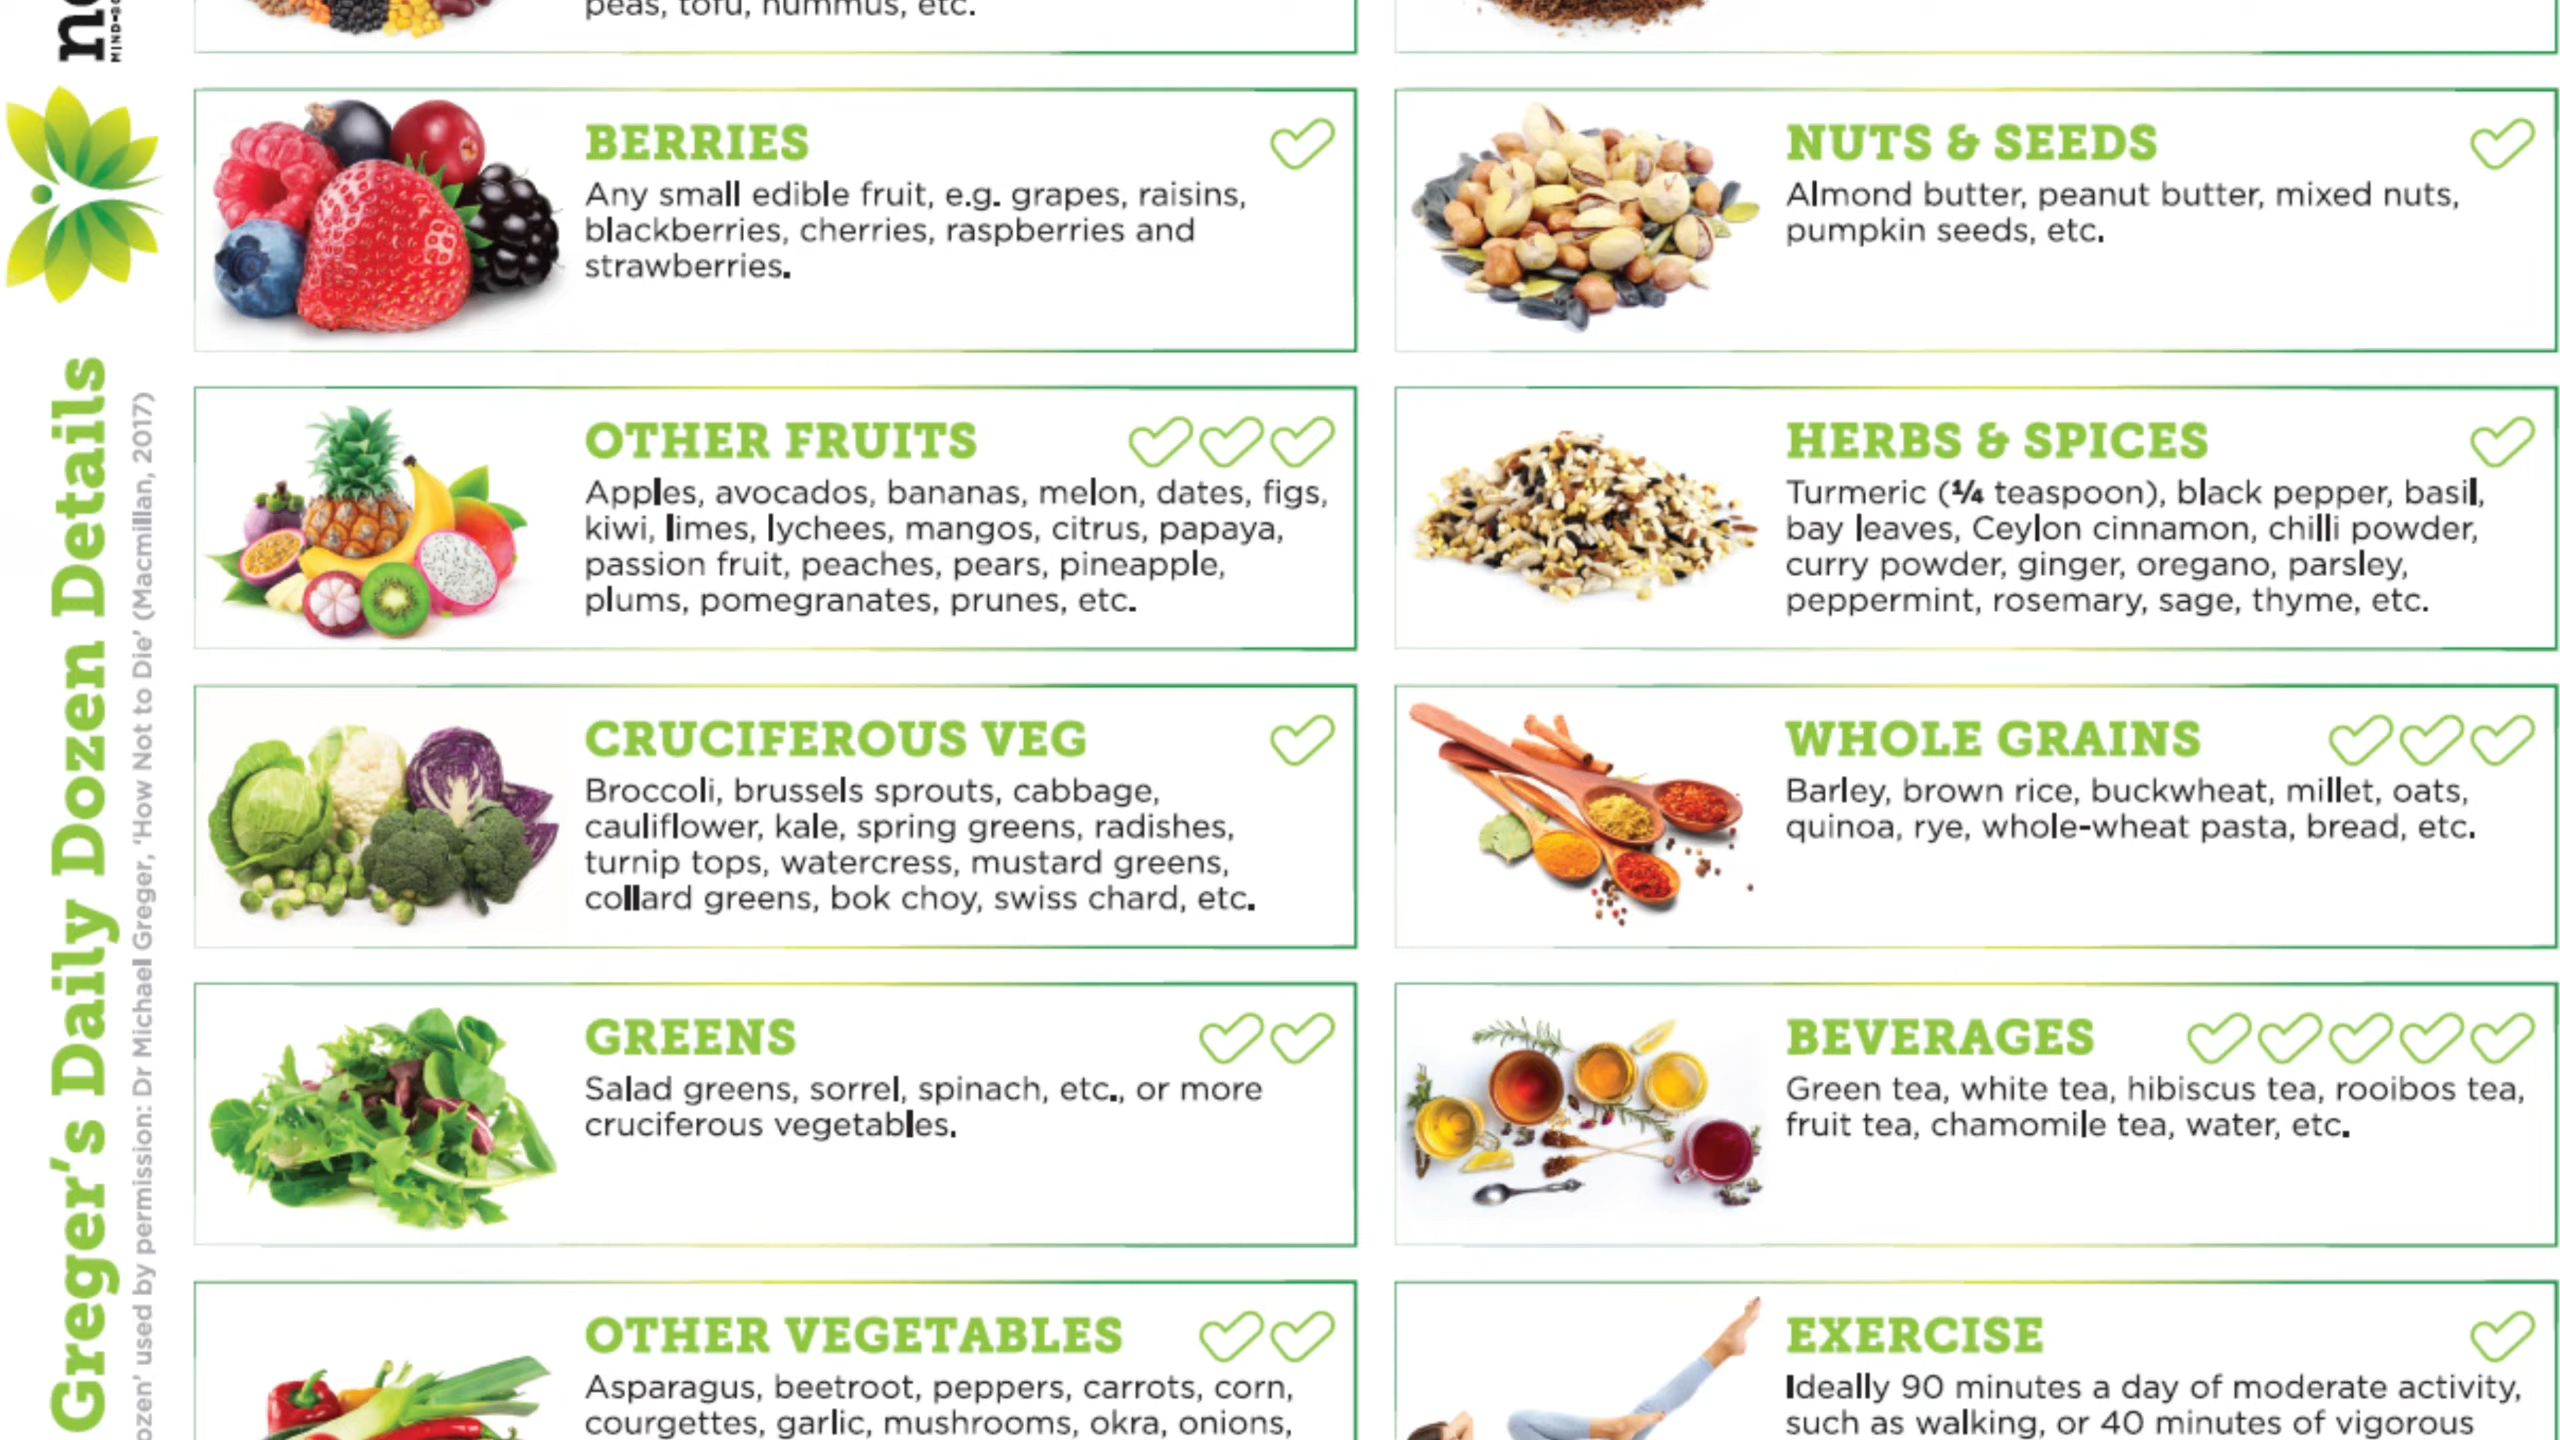 peas, tofu, hummus, etc.
BERRIES
Any small edible fruit, e.g. grapes, raisins,
blackberries, cherries, raspberries and
strawberries.
OTHER FRUITS
Apples, avocados, bananas, melon, dates, figs,
kiwi, limes, lychees, mangos, citrus, papaya,
passion fruit, peaches, pears, pineapple,
plums, pomegranates, prunes, etc.
CRUCIFEROUS VEG
Broccoli, brussels sprouts, cabbage,
cauliflower, kale, spring greens, radishes,
turnip tops, watercress, mustard greens,
collard greens, bok choy, swiss chard, etc.
GREENS
Salad greens, sorrel, spinach, etc., or more
cruciferous vegetables.
OTHER VEGETABLES
Asparagus, beetroot, peppers, carrots, corn,
courgettes, garlic, mushrooms, okra, onions,
NUTS & SEEDS
Almond butter, peanut butter, mixed nuts,
pumpkin seeds, etc.
HERBS & SPICES
Turmeric (¼ teaspoon), black pepper, basil,
bay leaves, Ceylon cinnamon, chilli powder,
curry powder, ginger, oregano, parsley,
peppermint, rosemary, sage, thyme, etc.
WHOLE GRAINS
Barley, brown rice, buckwheat, millet, oats,
quinoa, rye, whole-wheat pasta, bread, etc.
BEVERAGES
Green tea, white tea, hibiscus tea, rooibos tea,
fruit tea, chamomile tea, water, etc.
EXERCISE
Ideally 90 minutes a day of moderate activity,
such as walking, or 40 minutes of vigorous
Greger's Daily Dozen Details
ozen' used by permission: Dr Michael Greger, 'How Not to Die' (Macmillan, 2017)